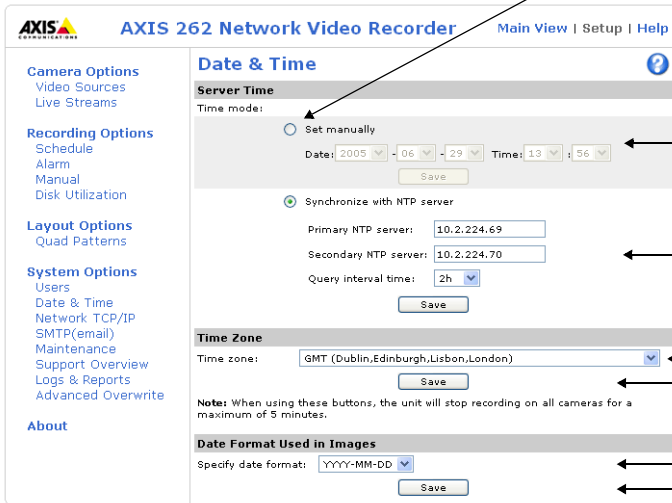 AXIS
COMMUNICATIONS
AXIS 262 Network Video Recorder
Main View | Setup | Help
Camera Options
Video Sources
Live Streams
Recording Options
Schedule
Alarm
Manual
Disk Utilization
Layout Options
Quad Patterns
System Options
Users
Date & Time
Network TCP/IP
SMTP(email)
Maintenance
Support Overview
Logs & Reports
Advanced Overwrite
About
Date & Time
?
Server Time
Time mode:
Set manually
Date: 2005 - 06 - 29 Time: 13 : 56
Save
Synchronize with NTP server
Primary NTP server: 10.2.224.69
Secondary NTP server: 10.2.224.70
Query interval time: 2h
Save
Time Zone
Time zone: GMT (Dublin,Edinburgh,Lisbon,London)
Save
Note: When using these buttons, the unit will stop recording on all cameras for a
maximum of 5 minutes.
Date Format Used in Images
Specify date format: YYYY-MM-DD
Save